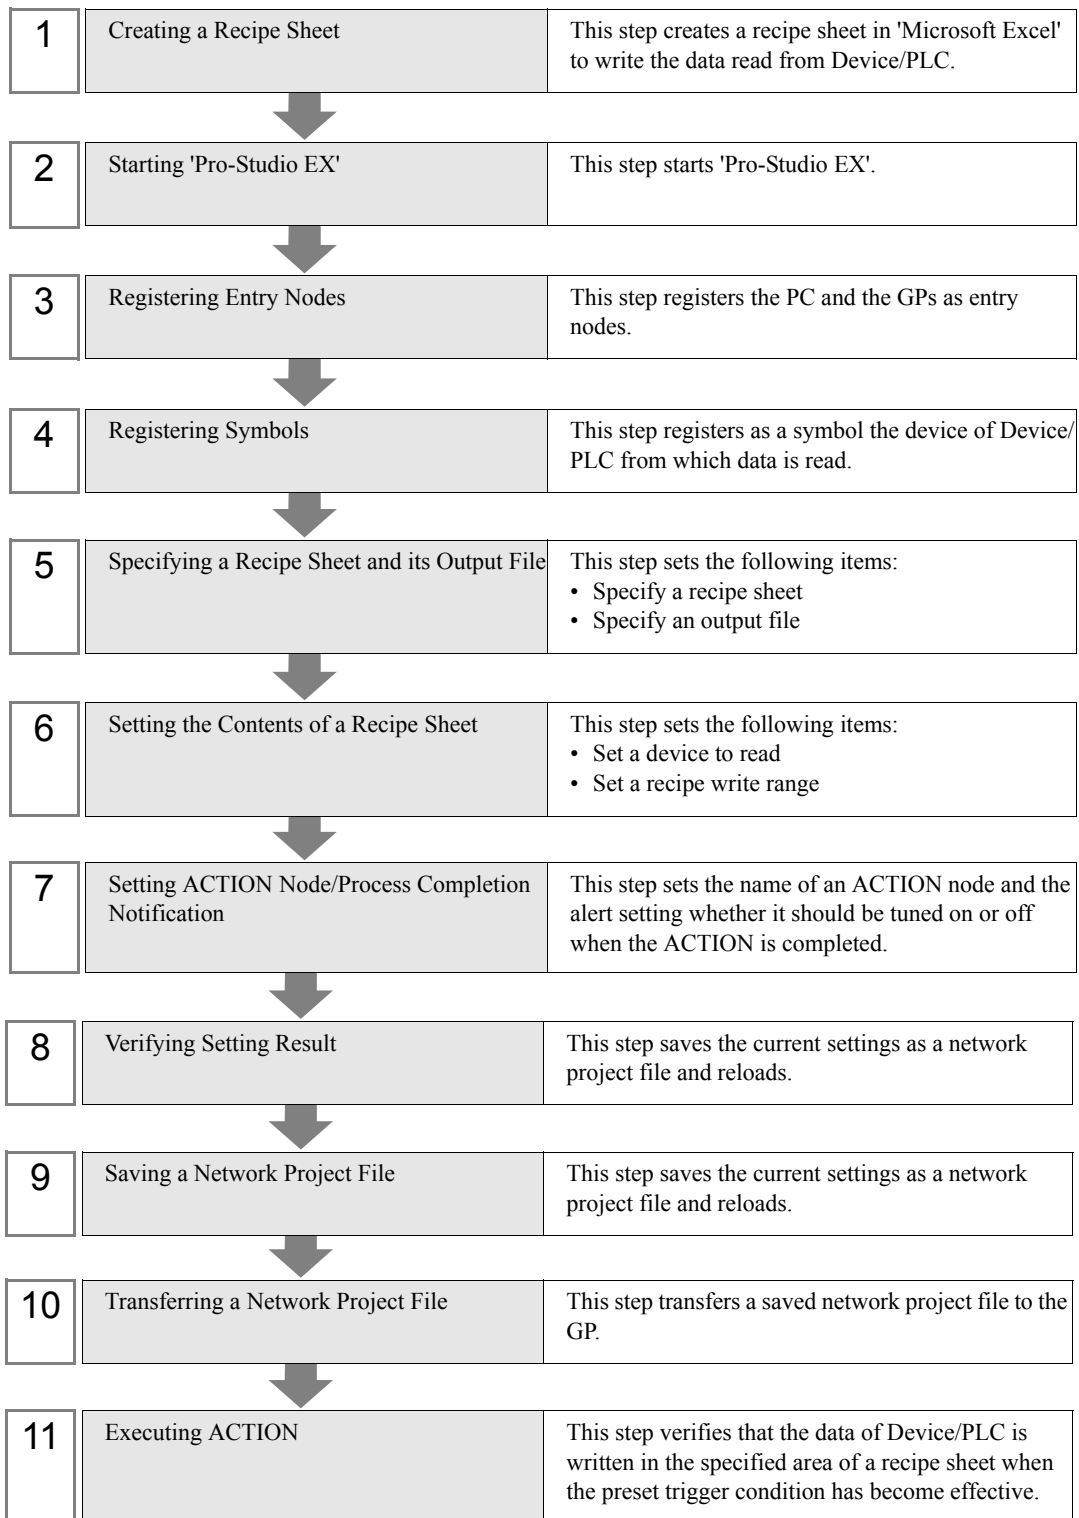 1
Creating a Recipe Sheet
This step creates a recipe sheet in 'Microsoft Excel'
to write the data read from Device/PLC.
2
Starting 'Pro-Studio EX'
This step starts 'Pro-Studio EX'.
3
Registering Entry Nodes
This step registers the PC and the GPs as entry
nodes.
4
Registering Symbols
This step registers as a symbol the device of Device/
PLC from which data is read.
5
Specifying a Recipe Sheet and its Output File
This step sets the following items:
• Specify a recipe sheet
• Specify an output file
6
Setting the Contents of a Recipe Sheet
This step sets the following items:
• Set a device to read
• Set a recipe write range
7
Setting ACTION Node/Process Completion
Notification
This step sets the name of an ACTION node and the
alert setting whether it should be tuned on or off
when the ACTION is completed.
8
Verifying Setting Result
This step saves the current settings as a network
project file and reloads.
9
Saving a Network Project File
This step saves the current settings as a network
project file and reloads.
10
Transferring a Network Project File
This step transfers a saved network project file to the
GP.
11
Executing ACTION
This step verifies that the data of Device/PLC is
written in the specified area of a recipe sheet when
the preset trigger condition has become effective.